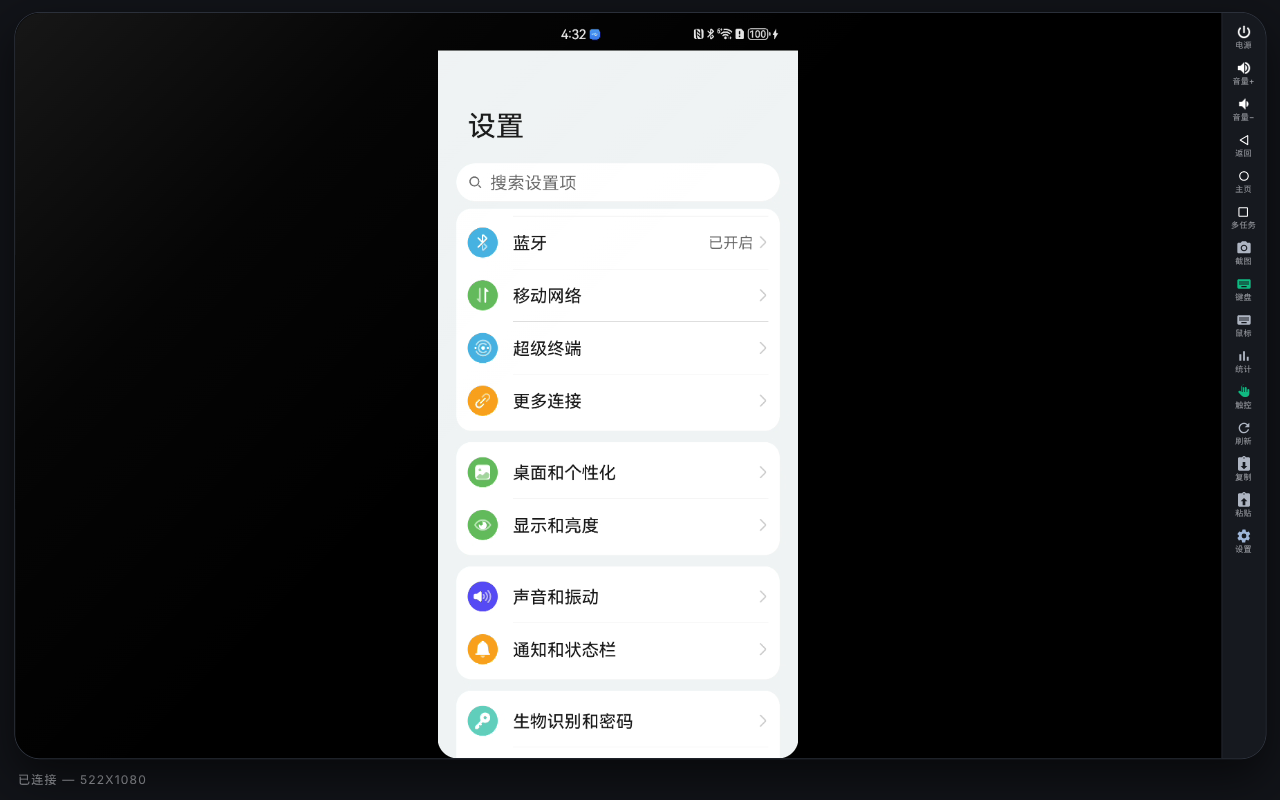 4:32
100
设置
搜索设置项
蓝牙
已开启
移动网络
超级终端
更多连接
桌面和个性化
显示和亮度
声音和振动
通知和状态栏
生物识别和密码
电源
音量+
音量-
返回
主页
多任务
截图
键盘
鼠标
统计
触控
刷新
复制
粘贴
设置
已连接 — 522X1080